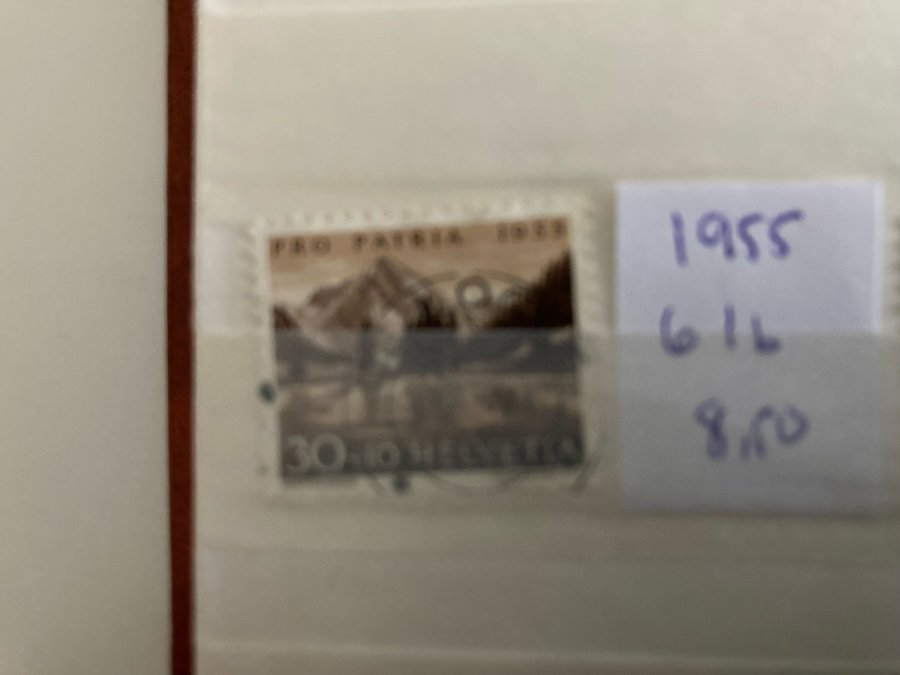 PRO PATRIA 1955
30+10 HELVETIA
1955
616
8,50